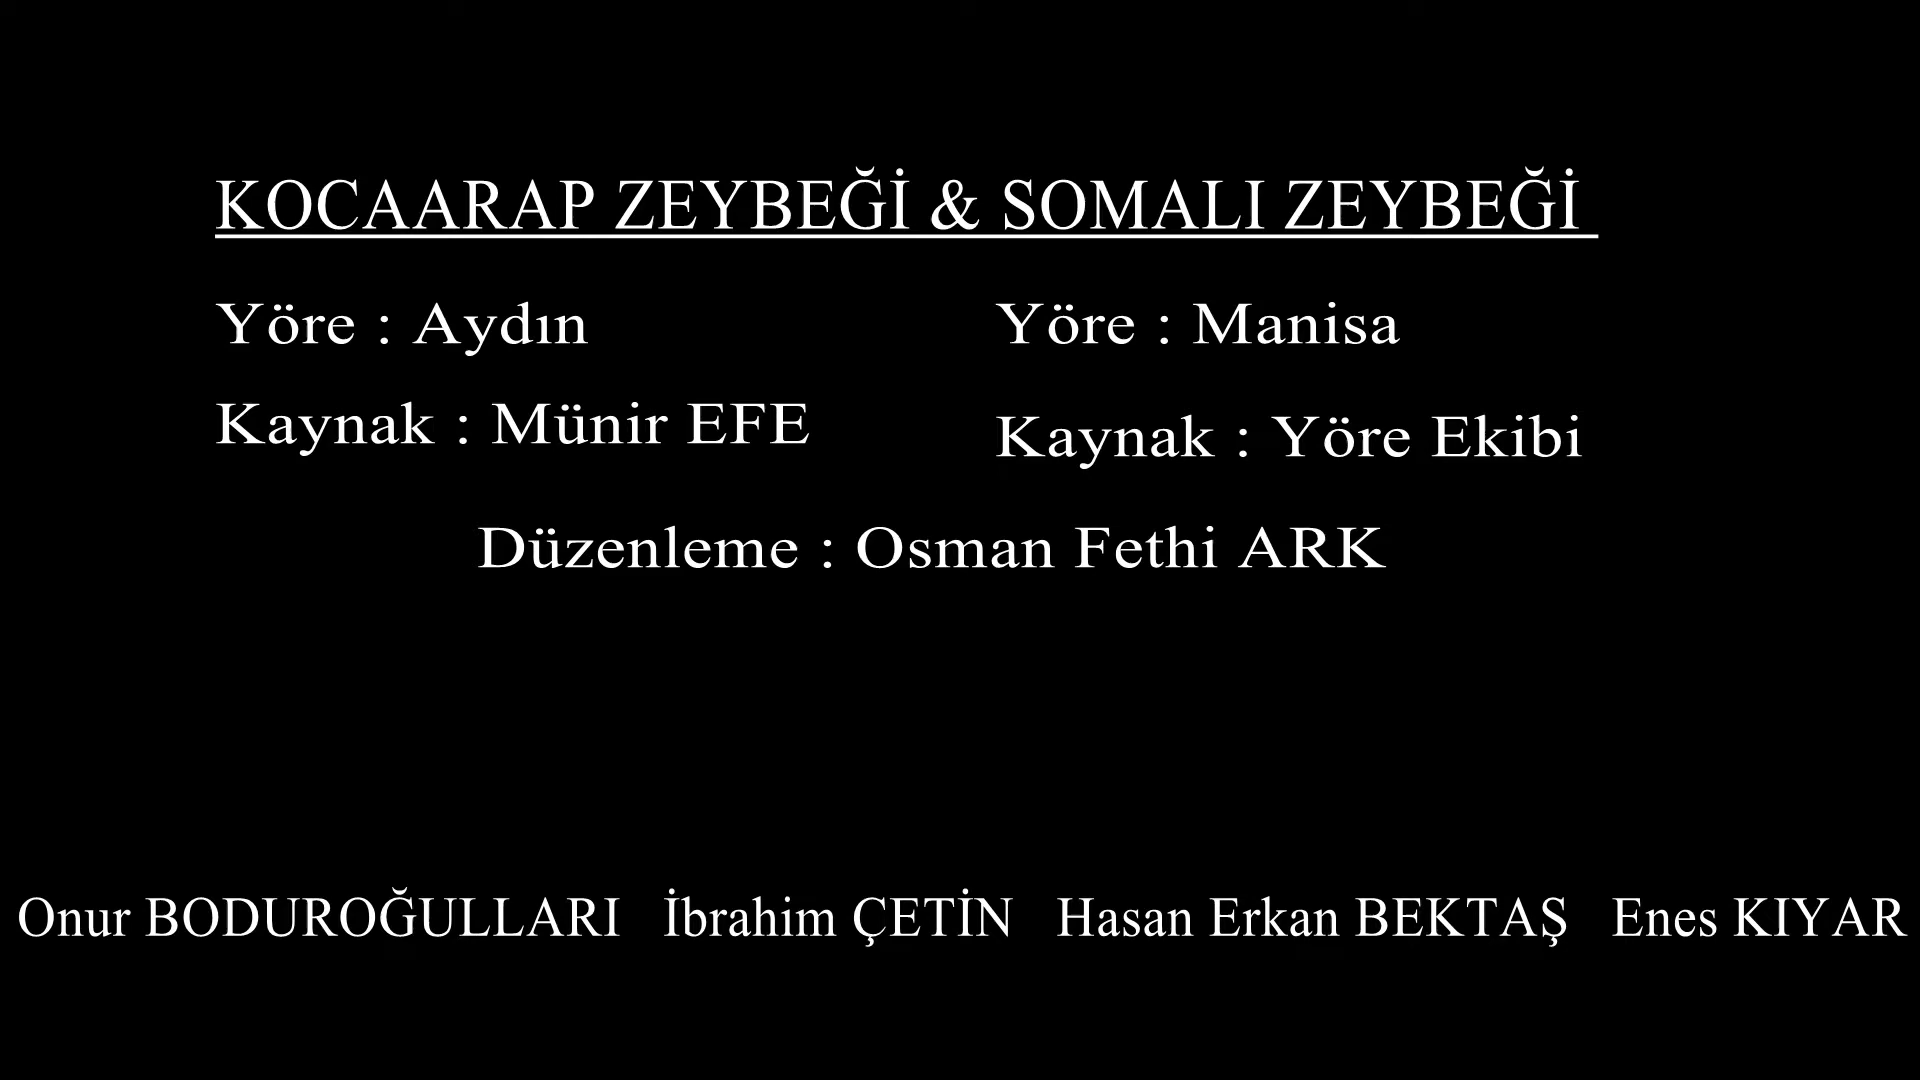 KOCAARAP ZEYBEĞİ & SOMALI ZEYBEĞİ
Yöre : Aydın
Kaynak : Münir EFE
Yöre : Manisa
Kaynak : Yöre Ekibi
Düzenleme : Osman Fethi ARK
Onur BODUROĞULLARI İbrahim ÇETİN Hasan Erkan BEKTAŞ Enes KIYAR